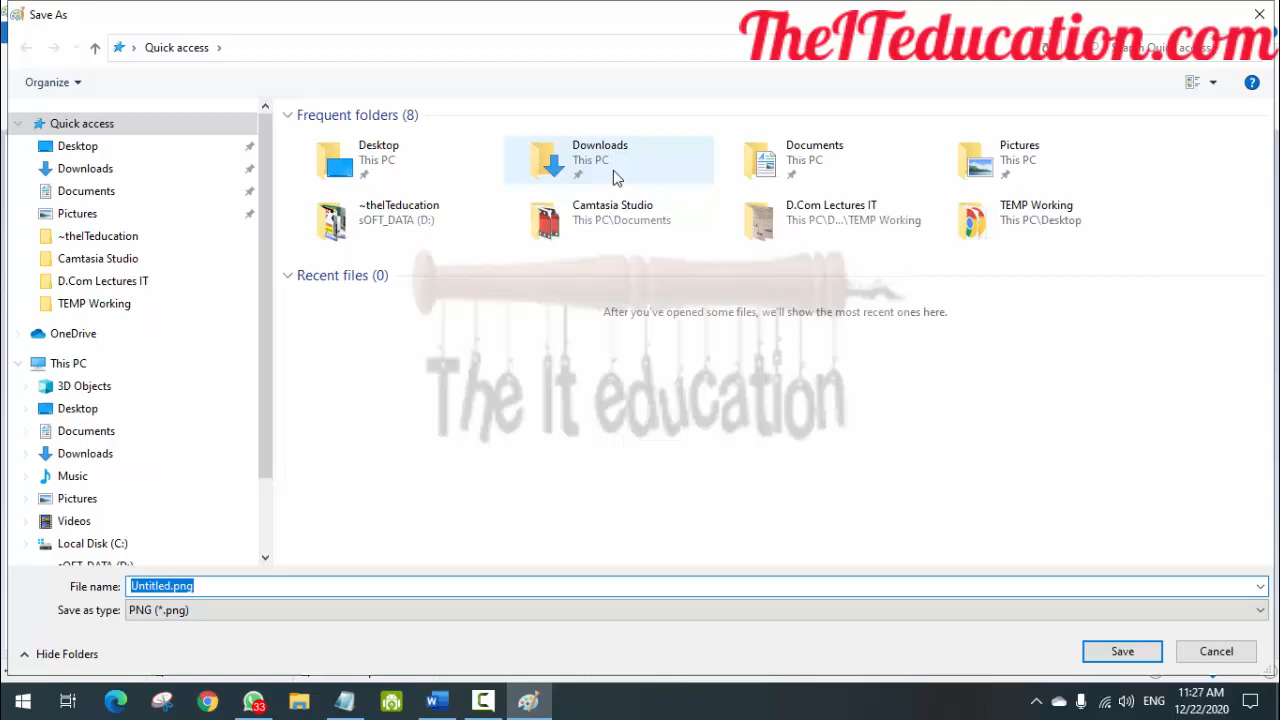 Save As
TheITeducation.com
Quick access
Organize
Quick access
Desktop
Downloads
Documents
Pictures
~theITeducation
Camtasia Studio
D.Com Lectures IT
TEMP Working
OneDrive
This PC
3D Objects
Desktop
Documents
Downloads
Music
Pictures
Videos
Local Disk (C:)
sOFT_DATA (D:)
Frequent folders (8)
Desktop
This PC
Downloads
This PC
Documents
This PC
Pictures
This PC
~theITeducation
sOFT_DATA (D:)
Camtasia Studio
This PC\Documents
D.Com Lectures IT
This PC\D...\TEMP Working
TEMP Working
This PC\Desktop
Recent files (0)
After you've opened some files, we'll show the most recent ones here.
The It education
File name: Untitled.png
Save as type: PNG (*.png)
Hide Folders
Save
Cancel
33
ENG
11:27 AM
12/22/2020